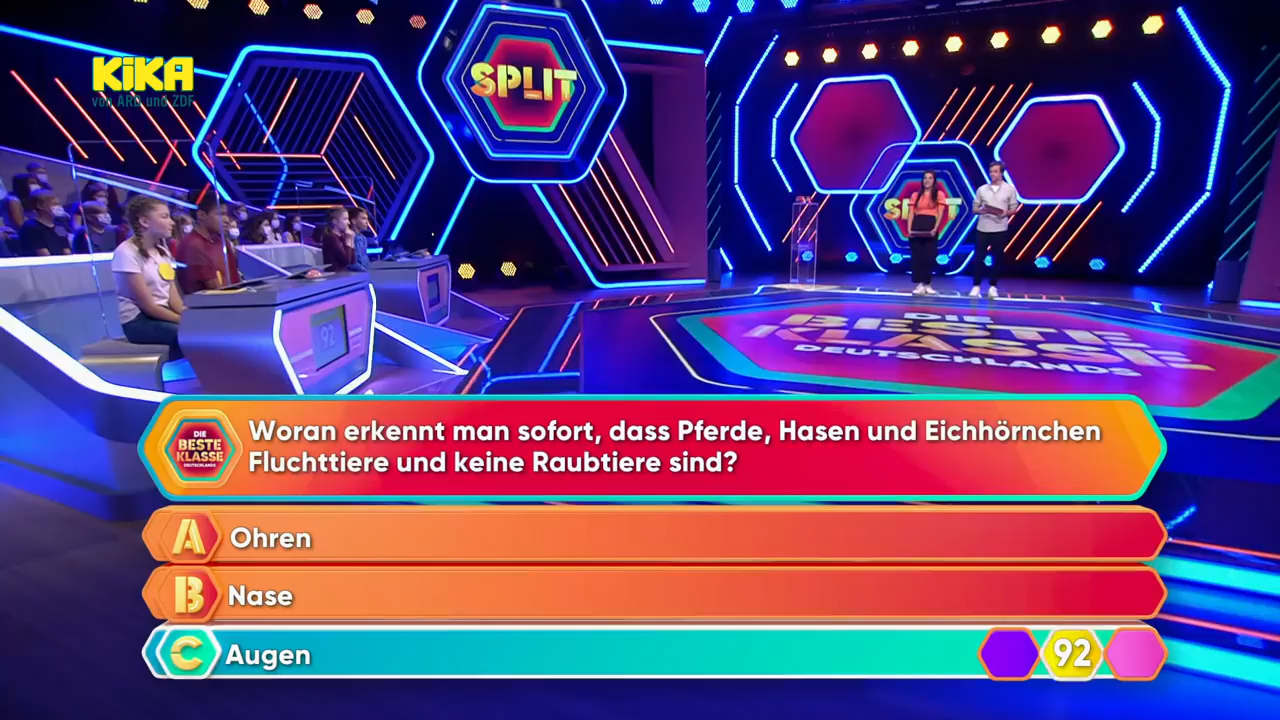 KiKA
von ARD und ZDF
SPLIT
SPLIT
92
DIE
BESTE
KLASSE
DEUTSCHLANDS
DIE
BESTE
KLASSE
DEUTSCHLANDS
Woran erkennt man sofort, dass Pferde, Hasen und Eichhörnchen
Fluchttiere und keine Raubtiere sind?
A Ohren
B Nase
C Augen 92